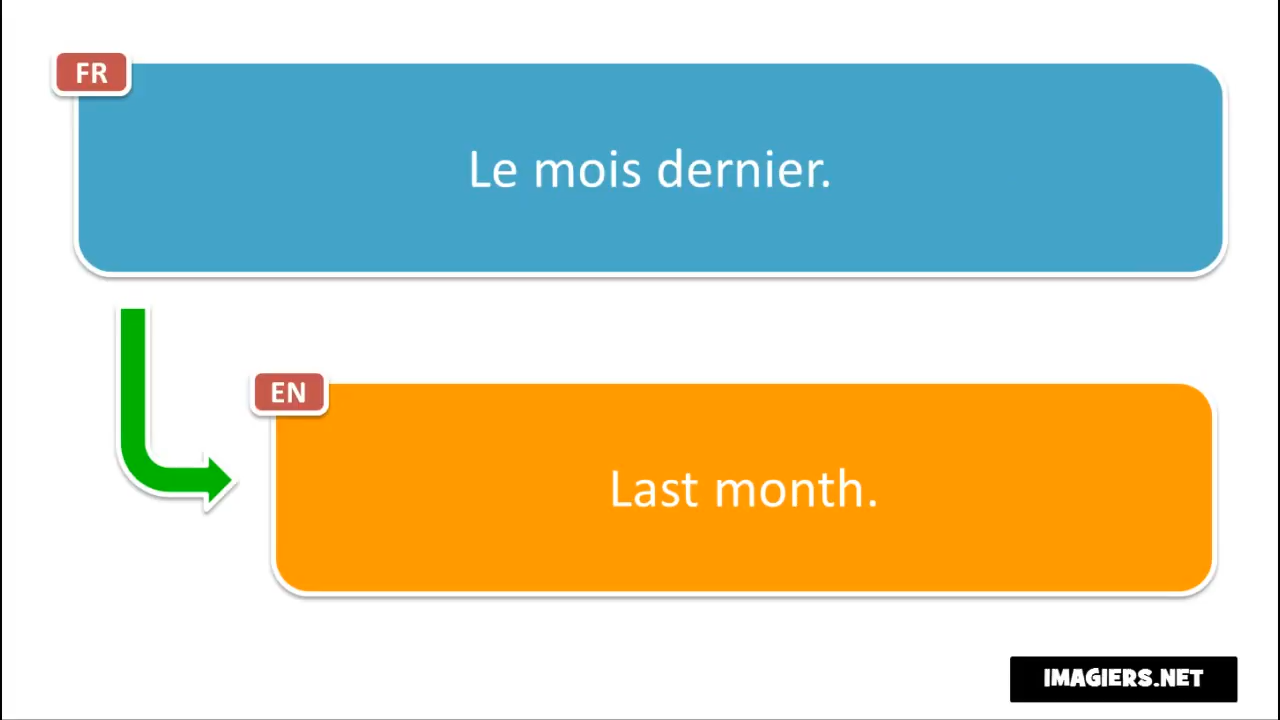 FR
Le mois dernier.
EN
Last month.
IMAGIERS.NET